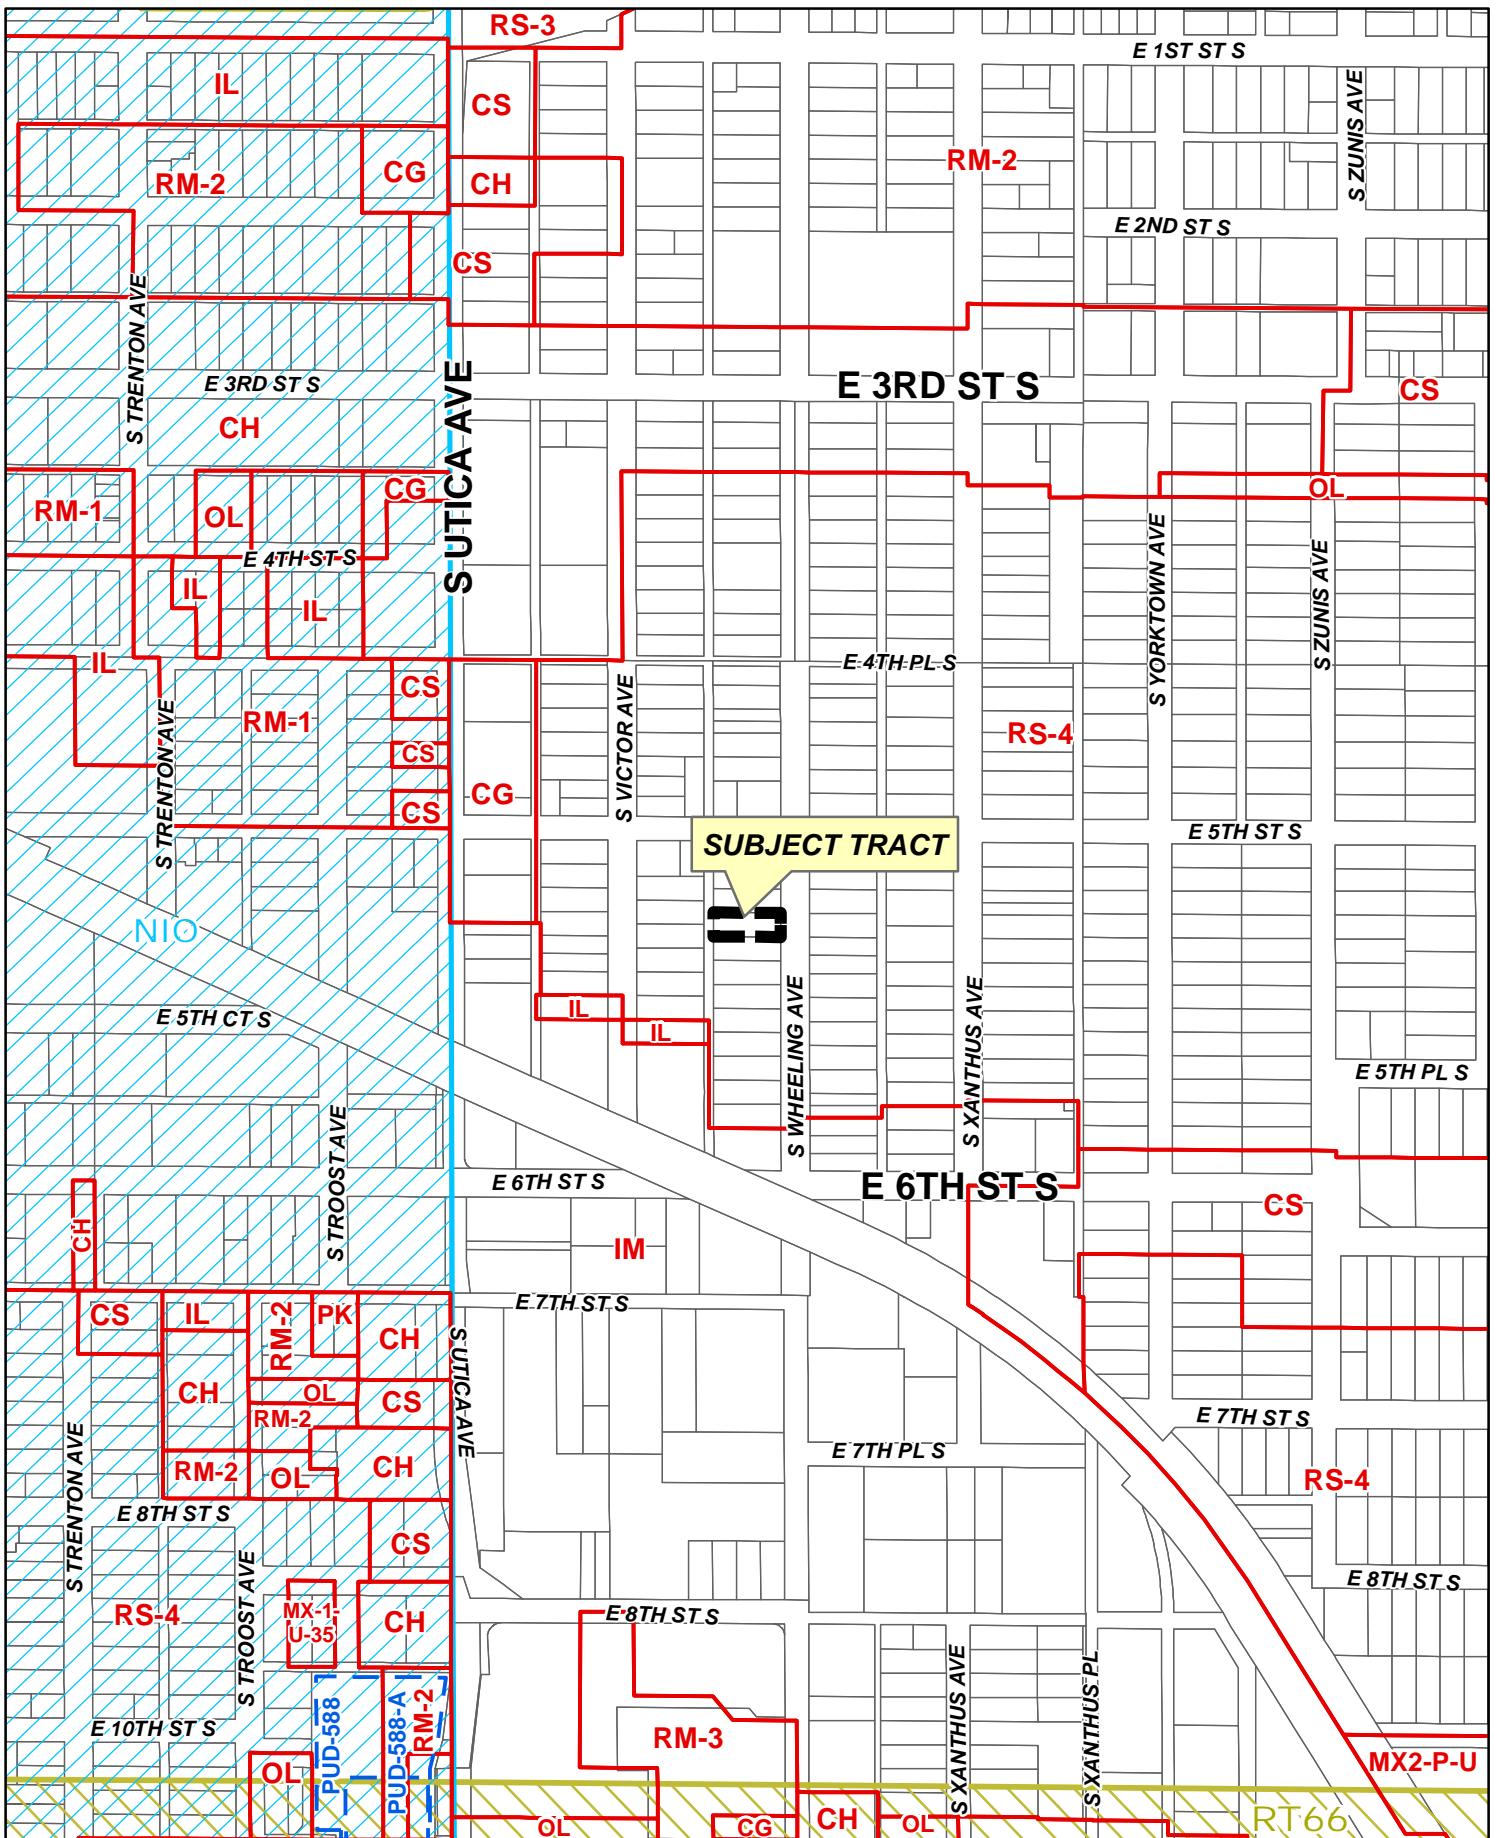 RS-3
E 1ST ST S
IL
CS
S ZUNIS AVE
RM-2
CG
CH
RM-2
E 2ND ST S
CS
S TRENTON AVE
E 3RD ST S
S UTICA AVE
E 3RD ST S
CS
CH
CG
OL
RM-1
OL
E 4TH ST S
S YORKTOWN AVE
S ZUNIS AVE
IL
IL
IL
E 4TH PL S
CS
S VICTOR AVE
RM-1
RS-4
S TRENTON AVE
CS
CG
CS
E 5TH ST S
SUBJECT TRACT
NIO
S WHEELING AVE
S XANTHUS AVE
IL
E 5TH CT S
IL
E 5TH PL S
S TROOST AVE
E 6TH ST S
E 6TH ST S
CS
CH
IM
E 7TH ST S
CS
IL
RM-2
PK
CH
S UTICA AVE
CH
OL
CS
RM-2
E 7TH ST S
S TRENTON AVE
E 7TH PL S
RM-2
OL
CH
RS-4
E 8TH ST S
CS
S TROOST AVE
E 8TH ST S
RS-4
MX-1-
U-35
CH
E 8TH ST S
S XANTHUS AVE
S XANTHUS PL
PUD-588
PUD-588-A
RM-2
E 10TH ST S
RM-3
MX2-P-U
OL
OL
CG
CH
OL
RT66